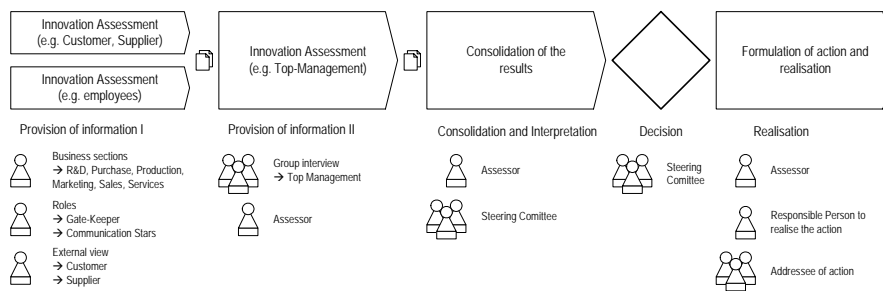 Innovation Assessment
(e.g. Customer, Supplier)
Innovation Assessment
(e.g. employees)
Innovation Assessment
(e.g. Top-Management)
Consolidation of the
results
Formulation of action and
realisation
Provision of information I
Business sections
→ R&D, Purchase, Production,
Marketing, Sales, Services
Roles
→ Gate-Keeper
→ Communication Stars
External view
→ Customer
→ Supplier
Provision of information II
Group interview
→ Top Management
Assessor
Consolidation and Interpretation
Assessor
Steering Comittee
Decision
Steering
Comittee
Realisation
Assessor
Responsible Person to
realise the action
Addressee of action